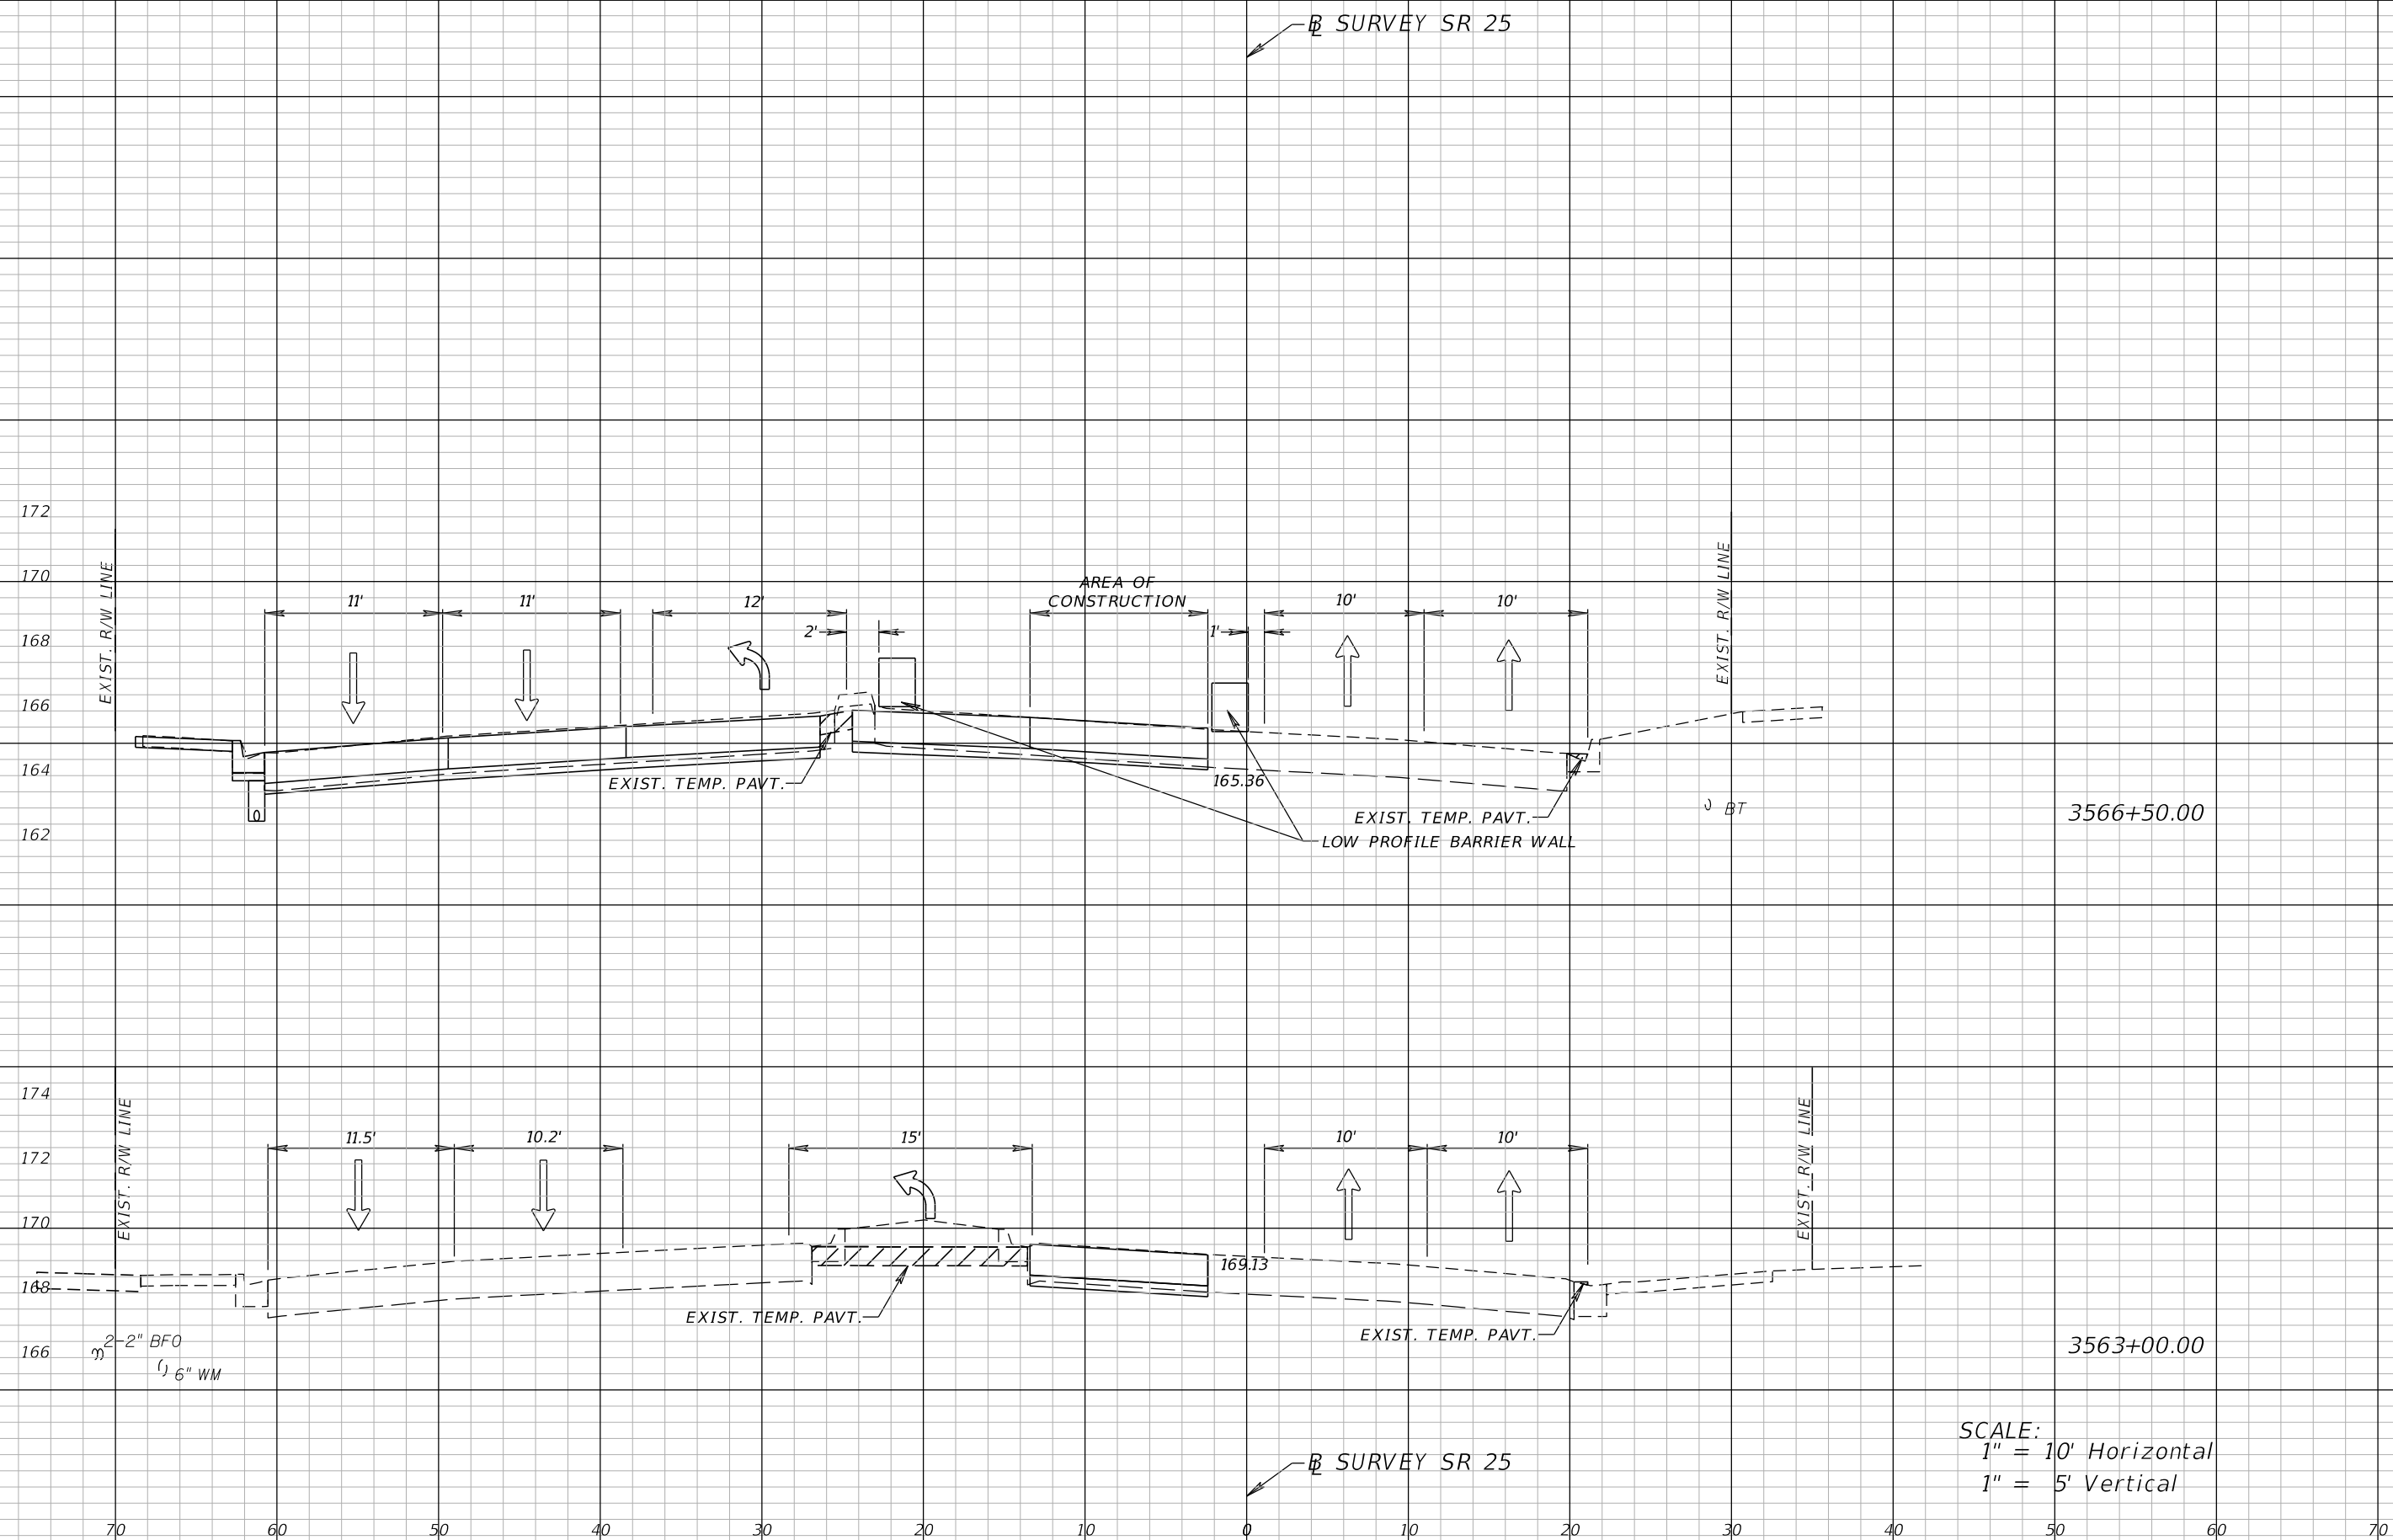 BL SURVEY SR 25
172
170
168
166
164
162
EXIST. R/W LINE
11'
11'
12'
2'
AREA OF
CONSTRUCTION
1'
10'
10'
EXIST. R/W LINE
EXIST. TEMP. PAVT.
165.36
EXIST. TEMP. PAVT.
LOW PROFILE BARRIER WALL
BT
3566+50.00
174
172
170
168
166
EXIST. R/W LINE
11.5'
10.2'
15'
10'
10'
EXIST. R/W LINE
169.13
EXIST. TEMP. PAVT.
EXIST. TEMP. PAVT.
2-2" BFO
6" WM
3563+00.00
SCALE:
1" = 10' Horizontal
1" = 5' Vertical
BL SURVEY SR 25
70 60 50 40 30 20 10 0 10 20 30 40 50 60 70